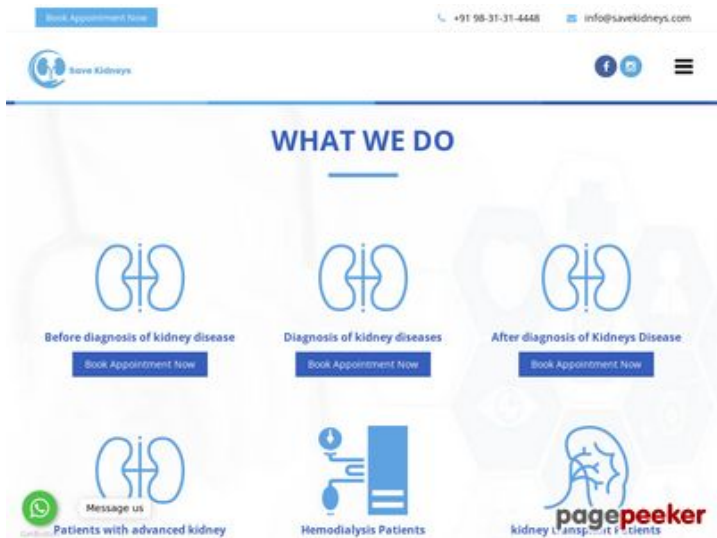 Book Appointment Now
+91 98-31-31-4448
info@savekidneys.com
Save Kidneys
WHAT WE DO
Before diagnosis of kidney disease
Diagnosis of kidney diseases
After diagnosis of Kidneys Disease
Book Appointment Now
Book Appointment Now
Book Appointment Now
Message us
Patients with advanced kidney
Hemodialysis Patients
kidney transplant Patients
pagepeeker